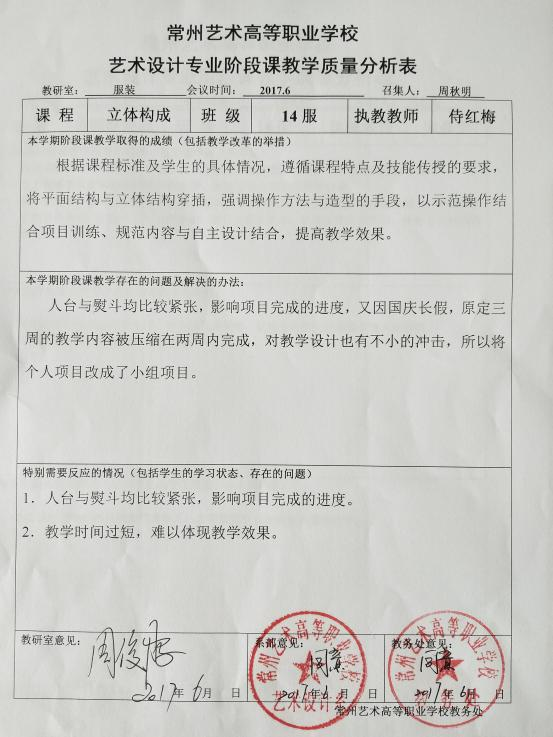 常州艺术高等职业学校
艺术设计专业阶段课教学质量分析表
教研室: 服装 会议时间: 2017.6 召集人: 周秋明
课 程 立体构成 班 级 14 服 执教教师 侍红梅
本学期阶段课教学取得的成绩（包括教学改革的举措）
根据课程标准及学生的具体情况，遵循课程特点及技能传授的要求，
将平面结构与立体结构穿插，强调操作方法与造型的手段，以示范操作结
合项目训练、规范内容与自主设计结合，提高教学效果。
本学期阶段课教学存在的问题及解决的办法:
人台与熨斗均比较紧张，影响项目完成的进度，又因国庆长假，原定三
周的教学内容被压缩在两周内完成，对教学设计也有不小的冲击，所以将
个人项目改成了小组项目。
特别需要反应的情况（包括学生的学习状态、存在的问题）
1．人台与熨斗均比较紧张，影响项目完成的进度。
2．教学时间过短，难以体现教学效果。
教研室意见: 系部意见: 教务处意见:
同意 同意
2017年 6月 日 2017年 6月 日 2017年 6月 日
常州艺术高等职业学校
艺术设计系
常州艺术高等职业学校
常州艺术高等职业学校教务处